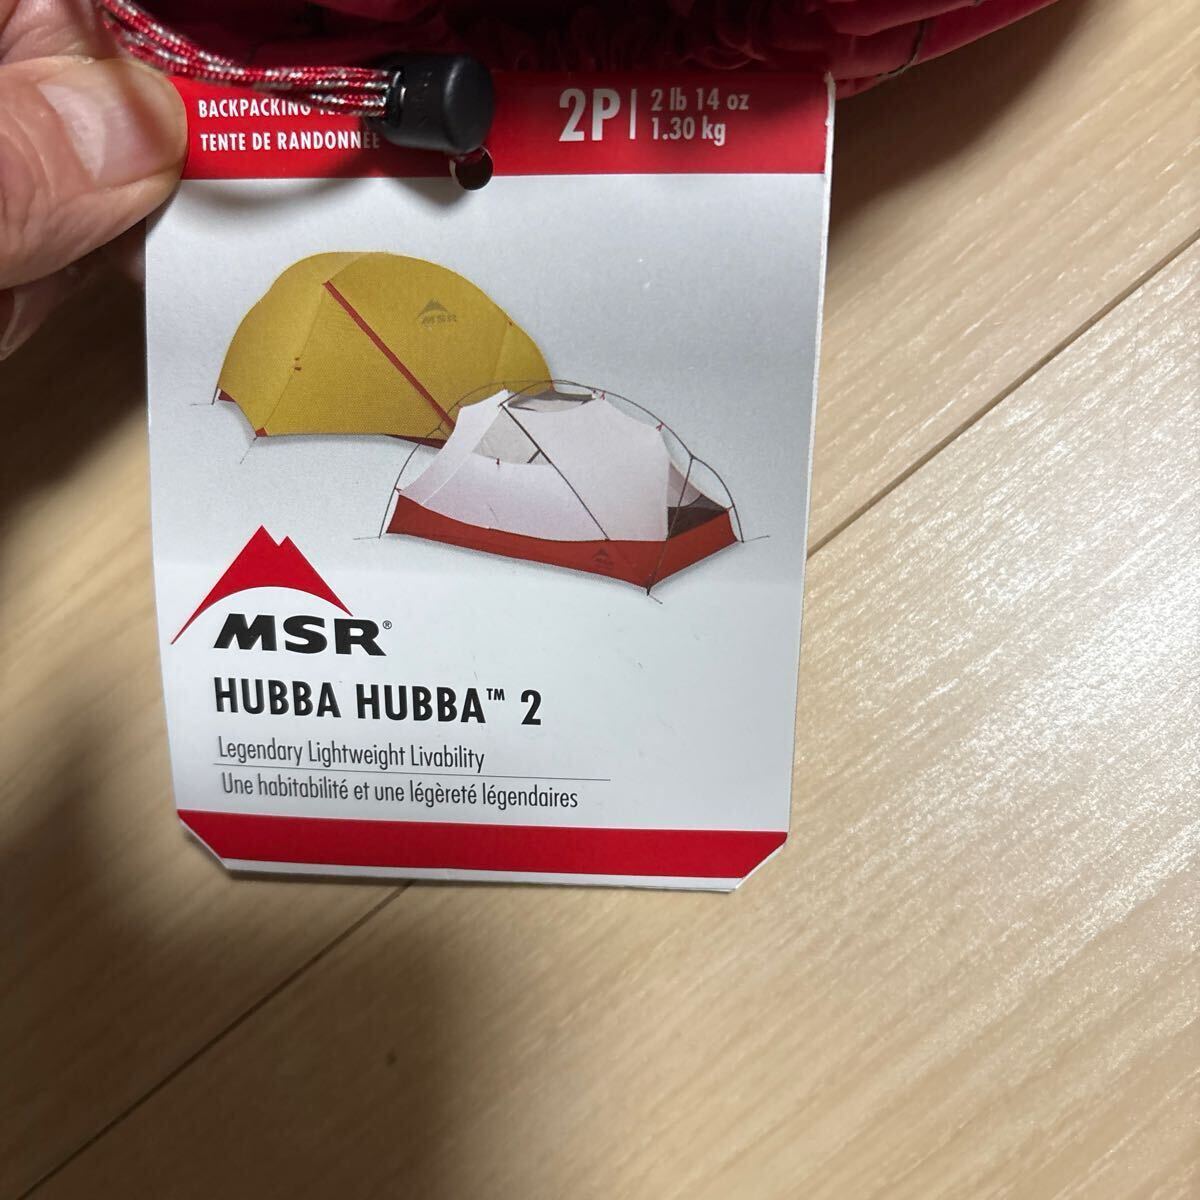 BACKPACKING
TENTE DE RANDONNÉE
2P
2 lb 14 oz
1.30 kg
MSR
MSR®
HUBBA HUBBA™ 2
Legendary Lightweight Livability
Une habitabilité et une légèreté légendaires